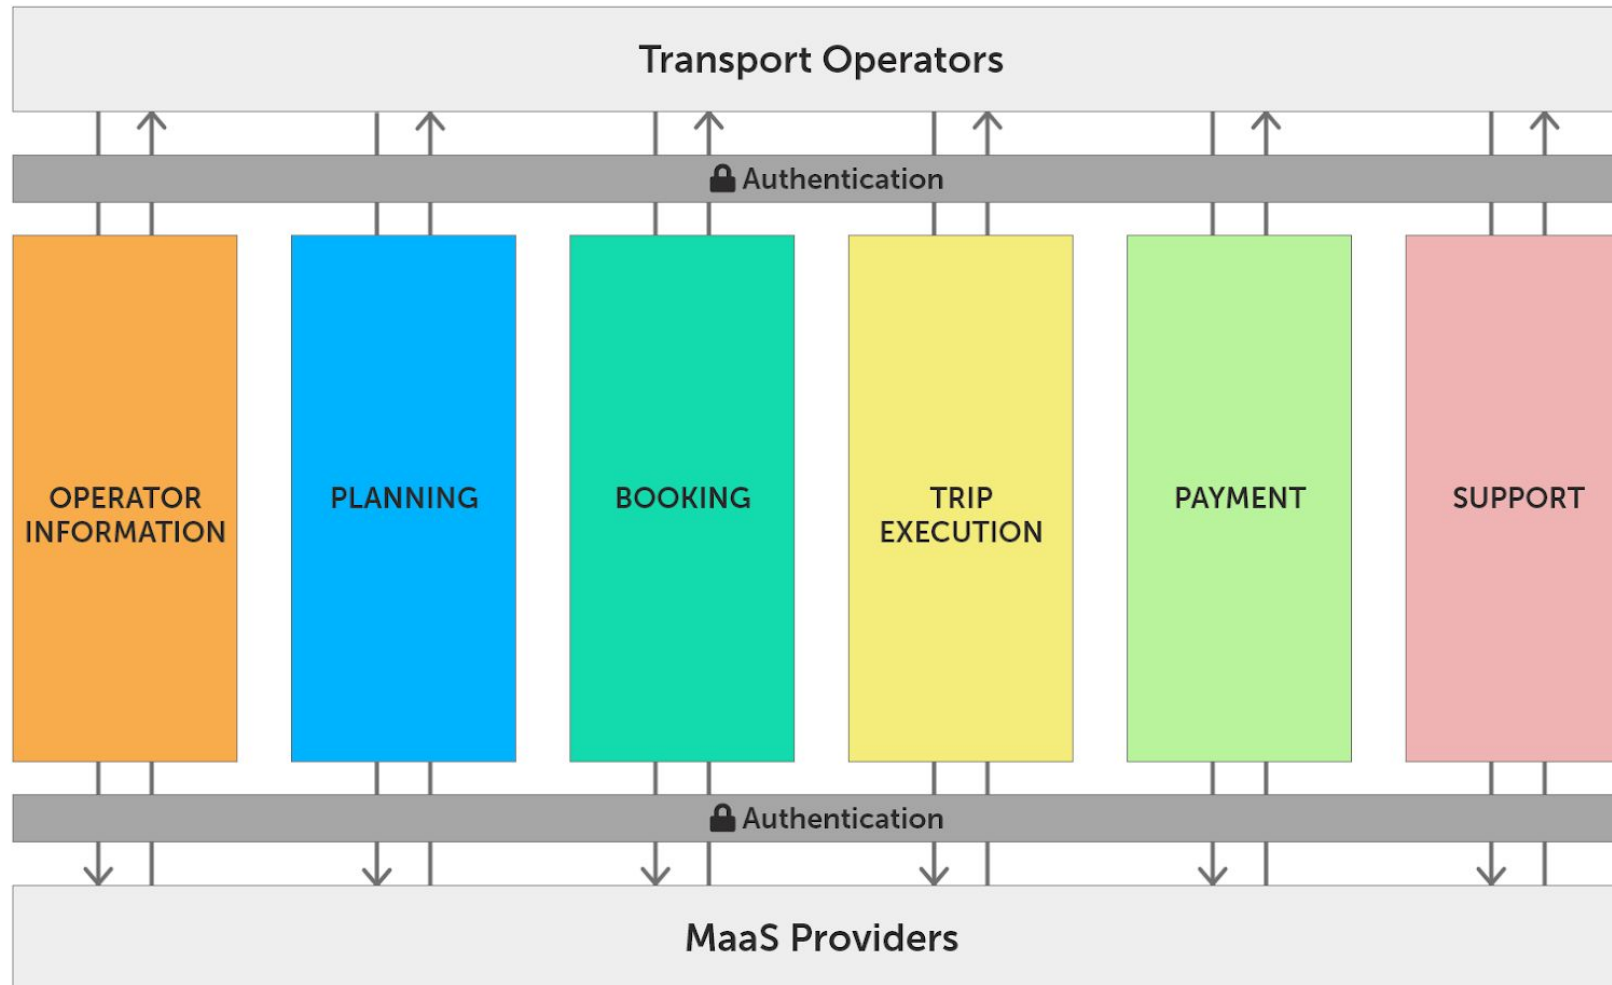 Transport Operators
Authentication
OPERATOR
INFORMATION
PLANNING
BOOKING
TRIP
EXECUTION
PAYMENT
SUPPORT
Authentication
MaaS Providers